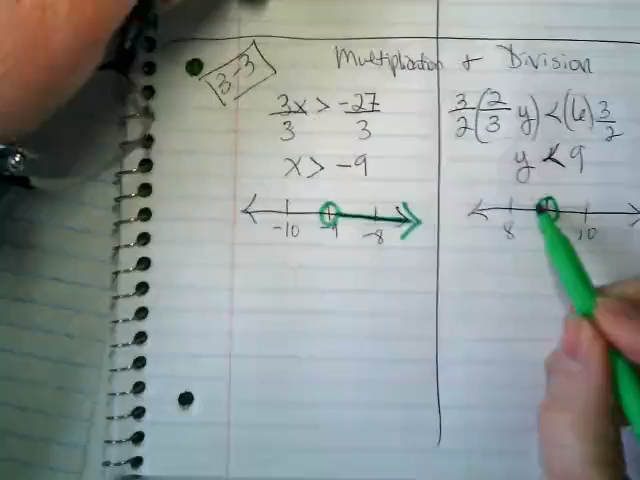 3-3
Multiplication + Division
3x/3 > -27/3
x > -9
-10 -9 -8
3/2 (2/3 y) < (6) 3/2
y < 9
8 10